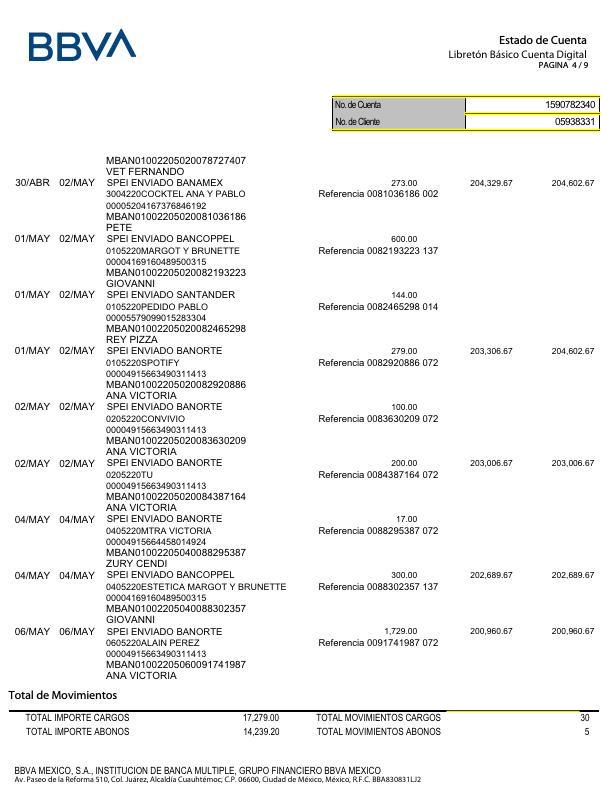 BBVA
Estado de Cuenta
Libretón Básico Cuenta Digital
PAGINA 4 / 9
No. de Cuenta 1590782340
No. de Cliente 05938331
MBAN01002205020078727407
VET FERNANDO
30/ABR 02/MAY SPEI ENVIADO BANAMEX 273.00 204,329.67 204,602.67
3004220COCKTEL ANA Y PABLO Referencia 0081036186 002
00005204167376846192
MBAN01002205020081036186
PETE
01/MAY 02/MAY SPEI ENVIADO BANCOPPEL 600.00
0105220MARGOT Y BRUNETTE Referencia 0082193223 137
00004169160489500315
MBAN01002205020082193223
GIOVANNI
01/MAY 02/MAY SPEI ENVIADO SANTANDER 144.00
0105220PEDIDO PABLO Referencia 0082465298 014
00005579099015283304
MBAN01002205020082465298
REY PIZZA
01/MAY 02/MAY SPEI ENVIADO BANORTE 279.00 203,306.67 204,602.67
0105220SPOTIFY Referencia 0082920886 072
00004915663490311413
MBAN01002205020082920886
ANA VICTORIA
02/MAY 02/MAY SPEI ENVIADO BANORTE 100.00
0205220CONVIVIO Referencia 0083630209 072
00004915663490311413
MBAN01002205020083630209
ANA VICTORIA
02/MAY 02/MAY SPEI ENVIADO BANORTE 200.00 203,006.67 203,006.67
0205220TU Referencia 0084387164 072
00004915663490311413
MBAN01002205020084387164
ANA VICTORIA
04/MAY 04/MAY SPEI ENVIADO BANORTE 17.00
0405220MTRA VICTORIA Referencia 0088295387 072
00004915664458014924
MBAN01002205040088295387
ZURY CENDI
04/MAY 04/MAY SPEI ENVIADO BANCOPPEL 300.00 202,689.67 202,689.67
0405220ESTETICA MARGOT Y BRUNETTE Referencia 0088302357 137
00004169160489500315
MBAN01002205040088302357
GIOVANNI
06/MAY 06/MAY SPEI ENVIADO BANORTE 1,729.00 200,960.67 200,960.67
0605220ALAIN PEREZ Referencia 0091741987 072
00004915663490311413
MBAN01002205060091741987
ANA VICTORIA
Total de Movimientos
TOTAL IMPORTE CARGOS 17,279.00 TOTAL MOVIMIENTOS CARGOS 30
TOTAL IMPORTE ABONOS 14,239.20 TOTAL MOVIMIENTOS ABONOS 5
BBVA MEXICO, S.A., INSTITUCION DE BANCA MULTIPLE, GRUPO FINANCIERO BBVA MEXICO
Av. Paseo de la Reforma 510, Col. Juárez, Alcaldía Cuauhtémoc; C.P. 06600, Ciudad de México, México, R.F.C. BBA830831LJ2